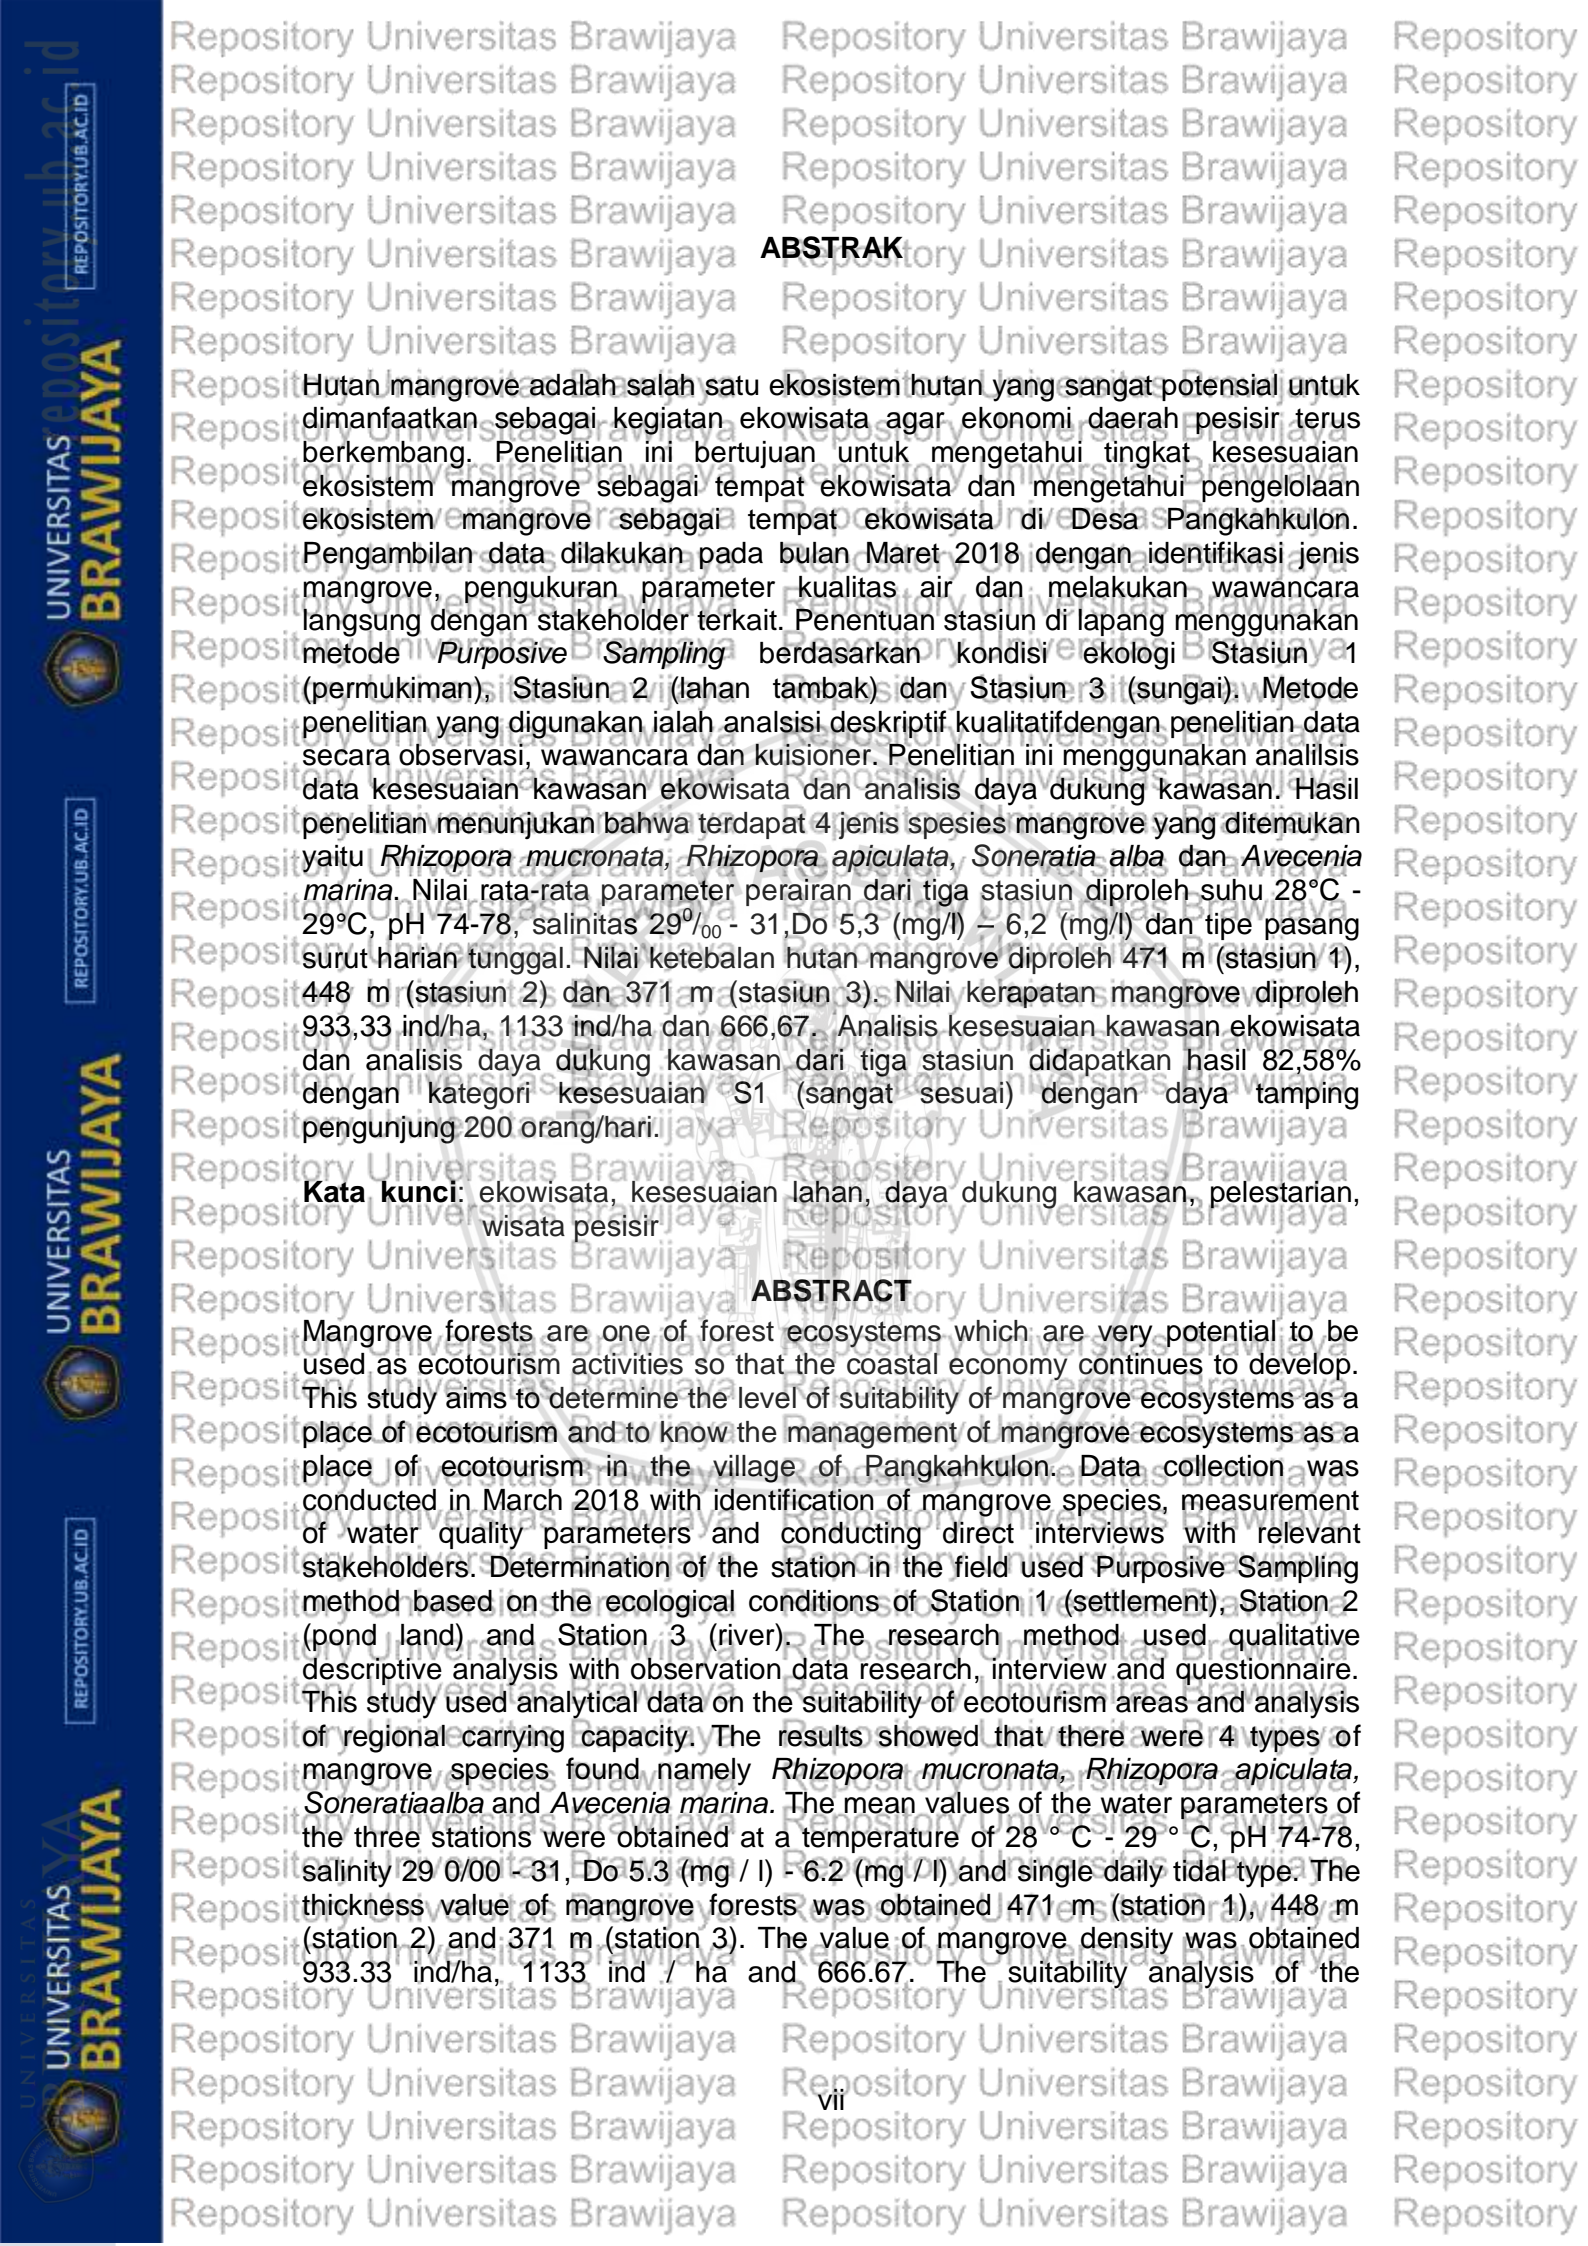 ABSTRAK
Hutan mangrove adalah salah satu ekosistem hutan yang sangat potensial untuk
dimanfaatkan sebagai kegiatan ekowisata agar ekonomi daerah pesisir terus
berkembang. Penelitian ini bertujuan untuk mengetahui tingkat kesesuaian
ekosistem mangrove sebagai tempat ekowisata dan mengetahui pengelolaan
ekosistem mangrove sebagai tempat ekowisata di Desa Pangkahkulon.
Pengambilan data dilakukan pada bulan Maret 2018 dengan identifikasi jenis
mangrove, pengukuran parameter kualitas air dan melakukan wawancara
langsung dengan stakeholder terkait. Penentuan stasiun di lapang menggunakan
metode Purposive Sampling berdasarkan kondisi ekologi Stasiun 1
(permukiman), Stasiun 2 (lahan tambak) dan Stasiun 3 (sungai). Metode
penelitian yang digunakan ialah analsisi deskriptif kualitatifdengan penelitian data
secara observasi, wawancara dan kuisioner. Penelitian ini menggunakan analilsis
data kesesuaian kawasan ekowisata dan analisis daya dukung kawasan. Hasil
penelitian menunjukan bahwa terdapat 4 jenis spesies mangrove yang ditemukan
yaitu Rhizopora mucronata, Rhizopora apiculata, Soneratia alba dan Avecenia
marina. Nilai rata-rata parameter perairan dari tiga stasiun diproleh suhu 28°C -
29°C, pH 74-78, salinitas 29⁰/₀₀ - 31,Do 5,3 (mg/l) – 6,2 (mg/l) dan tipe pasang
surut harian tunggal. Nilai ketebalan hutan mangrove diproleh 471 m (stasiun 1),
448 m (stasiun 2) dan 371 m (stasiun 3). Nilai kerapatan mangrove diproleh
933,33 ind/ha, 1133 ind/ha dan 666,67. Analisis kesesuaian kawasan ekowisata
dan analisis daya dukung kawasan dari tiga stasiun didapatkan hasil 82,58%
dengan kategori kesesuaian S1 (sangat sesuai) dengan daya tamping
pengunjung 200 orang/hari.
Kata kunci: ekowisata, kesesuaian lahan, daya dukung kawasan, pelestarian,
wisata pesisir
ABSTRACT
Mangrove forests are one of forest ecosystems which are very potential to be
used as ecotourism activities so that the coastal economy continues to develop.
This study aims to determine the level of suitability of mangrove ecosystems as a
place of ecotourism and to know the management of mangrove ecosystems as a
place of ecotourism in the village of Pangkahkulon. Data collection was
conducted in March 2018 with identification of mangrove species, measurement
of water quality parameters and conducting direct interviews with relevant
stakeholders. Determination of the station in the field used Purposive Sampling
method based on the ecological conditions of Station 1 (settlement), Station 2
(pond land) and Station 3 (river). The research method used qualitative
descriptive analysis with observation data research, interview and questionnaire.
This study used analytical data on the suitability of ecotourism areas and analysis
of regional carrying capacity. The results showed that there were 4 types of
mangrove species found namely Rhizopora mucronata, Rhizopora apiculata,
Soneratiaalba and Avecenia marina. The mean values of the water parameters of
the three stations were obtained at a temperature of 28 ° C - 29 ° C, pH 74-78,
salinity 29 0/00 - 31, Do 5.3 (mg / l) - 6.2 (mg / l) and single daily tidal type. The
thickness value of mangrove forests was obtained 471 m (station 1), 448 m
(station 2) and 371 m (station 3). The value of mangrove density was obtained
933.33 ind/ha, 1133 ind / ha and 666.67. The suitability analysis of the
vii